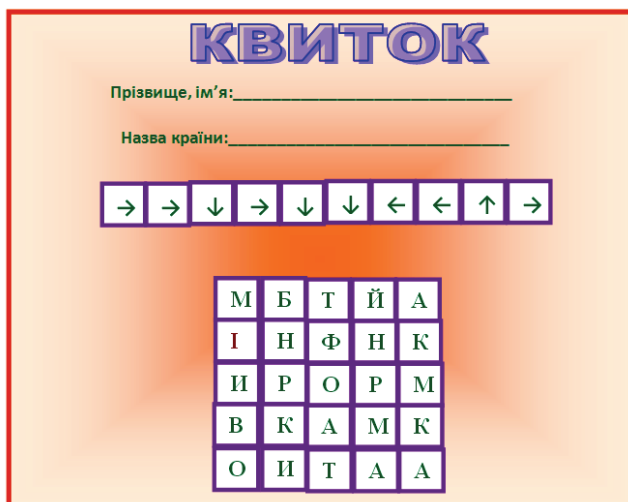 КВИТОК
Прізвище, ім’я:_______________________________
Назва країни:_______________________________
→ → ↓ → ↓ ↓ ← ← ↑ →
М Б Т Й А
І Н Ф Н К
И Р О Р М
В К А М К
О И Т А А